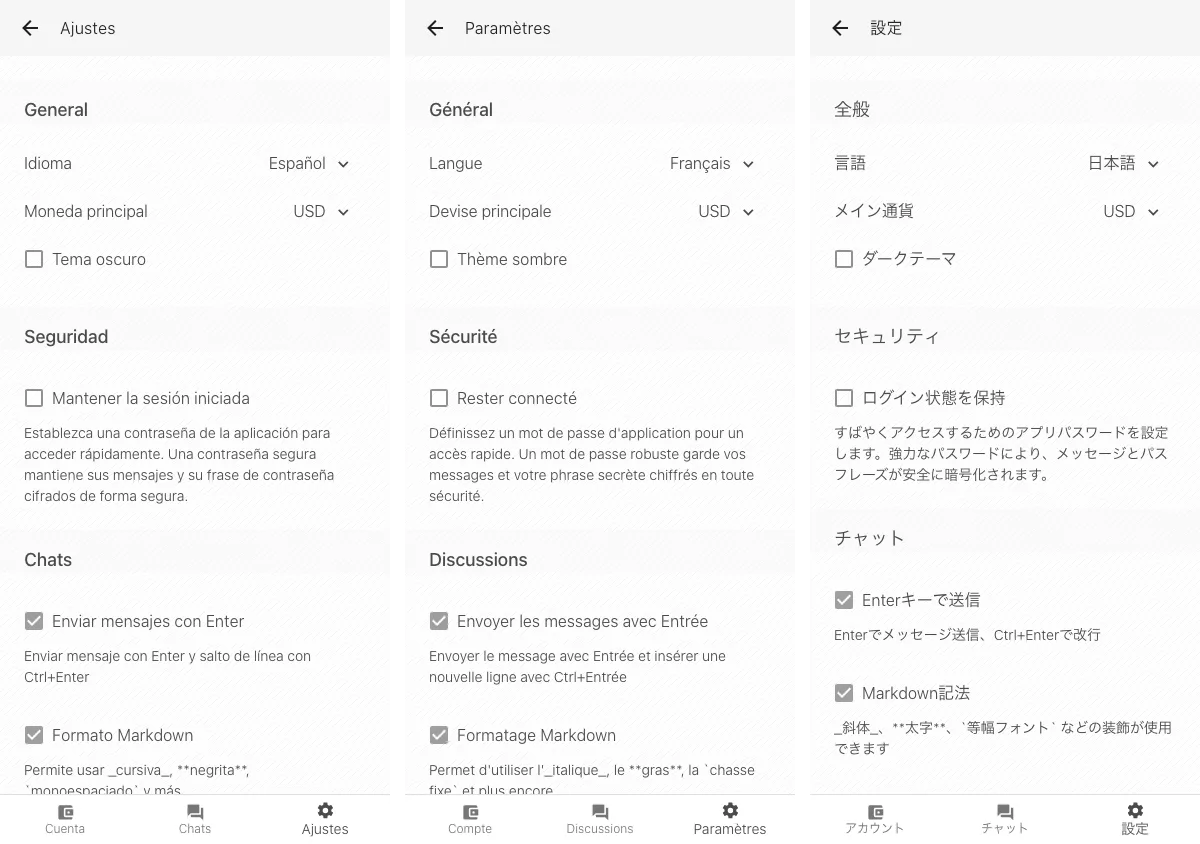 Ajustes
General
Idioma Español
Moneda principal USD
Tema oscuro
Seguridad
Mantener la sesión iniciada
Establezca una contraseña de la aplicación para
acceder rápidamente. Una contraseña segura
mantiene sus mensajes y su frase de contraseña
cifrados de forma segura.
Chats
Enviar mensajes con Enter
Enviar mensaje con Enter y salto de línea con
Ctrl+Enter
Formato Markdown
Permite usar _cursiva_, **negrita**,
`monoespaciado` y más
Cuenta Chats Ajustes
Paramètres
Général
Langue Français
Devise principale USD
Thème sombre
Sécurité
Rester connecté
Définissez un mot de passe d'application pour un
accès rapide. Un mot de passe robuste garde vos
messages et votre phrase secrète chiffrés en toute
sécurité.
Discussions
Envoyer les messages avec Entrée
Envoyer le message avec Entrée et insérer une
nouvelle ligne avec Ctrl+Entrée
Formatage Markdown
Permet d'utiliser l'_italique_, le **gras**, la `chasse
fixe` et plus encore
Compte Discussions Paramètres
設定
全般
言語 日本語
メイン通貨 USD
ダークテーマ
セキュリティ
ログイン状態を保持
すばやくアクセスするためのアプリパスワードを設定
します。強力なパスワードにより、メッセージとパス
フレーズが安全に暗号化されます。
チャット
Enterキーで送信
Enterでメッセージ送信、Ctrl+Enterで改行
Markdown記法
_斜体_、**太字**、`等幅フォント` などの装飾が使用
できます
アカウント チャット 設定